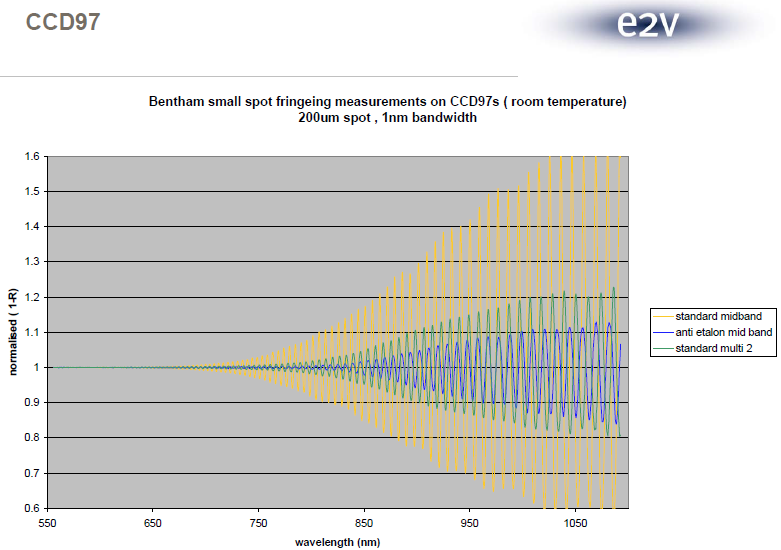 CCD97
e2v
Bentham small spot fringeing measurements on CCD97s ( room temperature)
200um spot , 1nm bandwidth
1.6
1.5
1.4
1.3
1.2
1.1
1
0.9
0.8
0.7
0.6
normalised ( 1-R)
550 650 750 850 950 1050
wavelength (nm)
standard midband
anti etalon mid band
standard multi 2